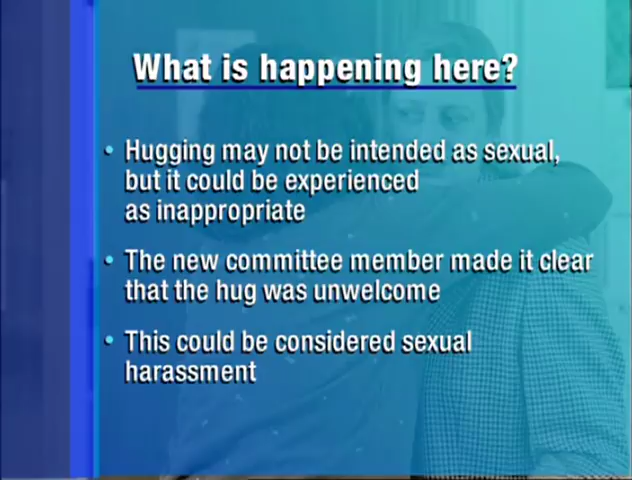 What is happening here?
• Hugging may not be intended as sexual,
but it could be experienced
as inappropriate
• The new committee member made it clear
that the hug was unwelcome
• This could be considered sexual
harassment